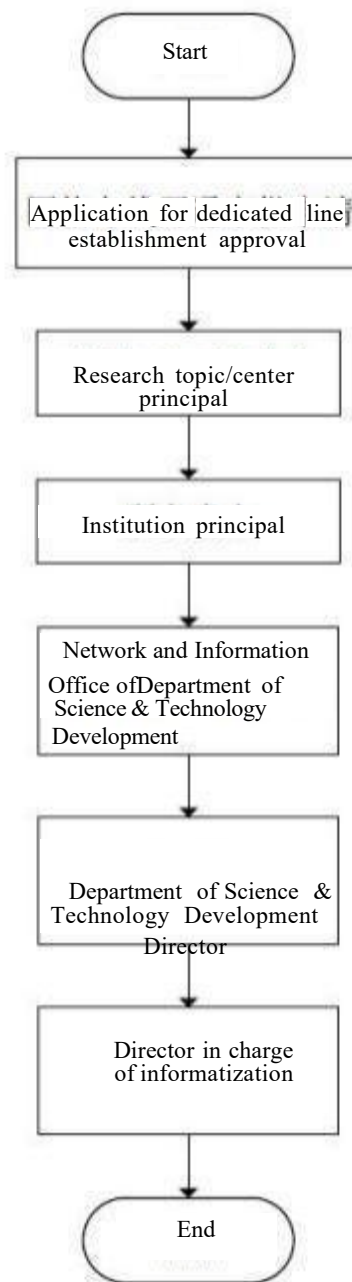 Start
Application for dedicated line
establishment approval
Research topic/center
principal
Institution principal
Network and Information
Office ofDepartment of
Science & Technology
Development
Department of Science &
Technology Development
Director
Director in charge
of informatization
End